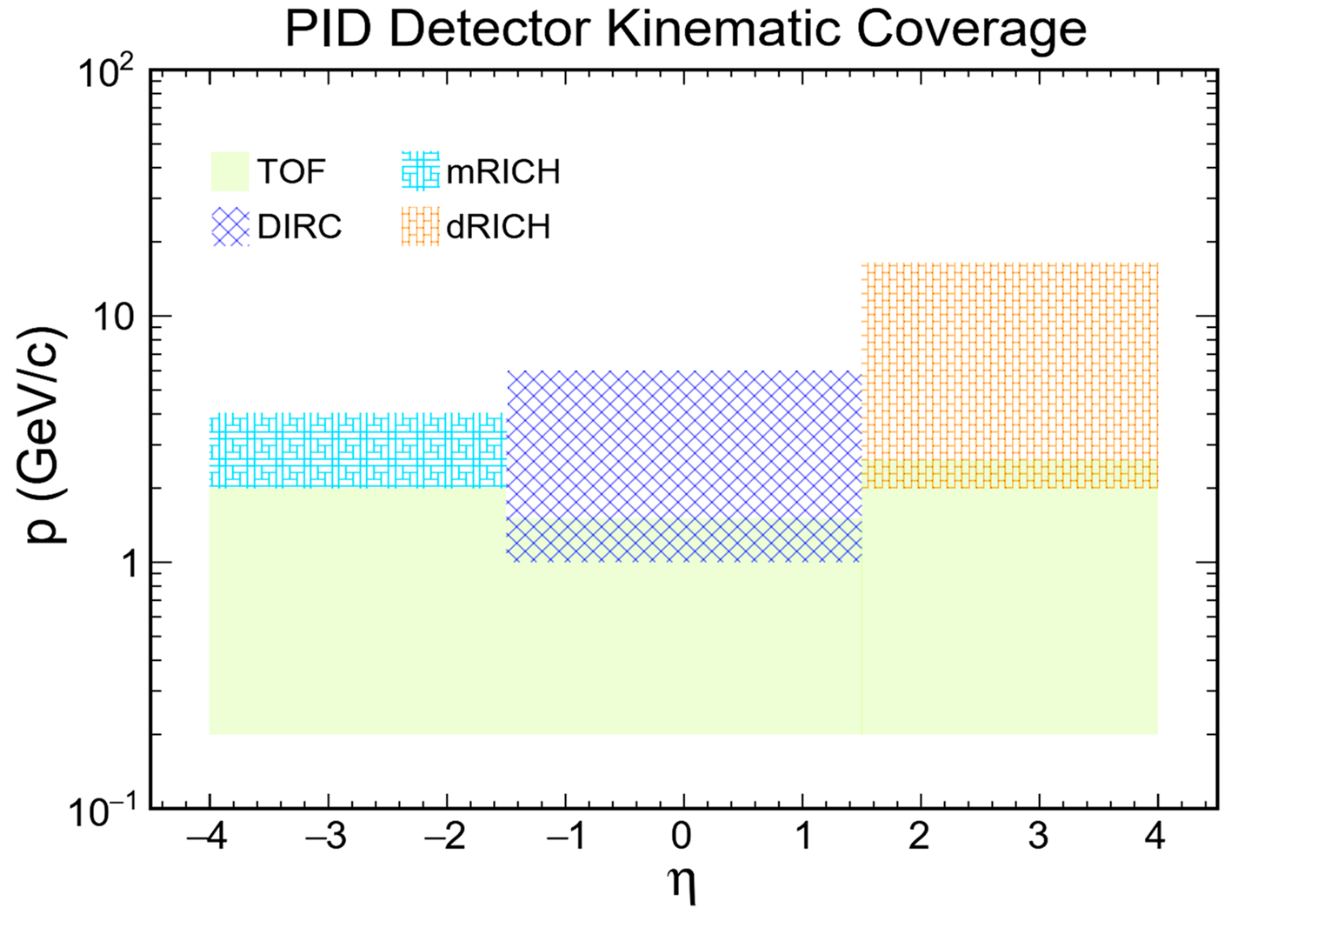 PID Detector Kinematic Coverage
10²
TOF mRICH
DIRC dRICH
10
1
10⁻¹
p (GeV/c)
−4 −3 −2 −1 0 1 2 3 4
η